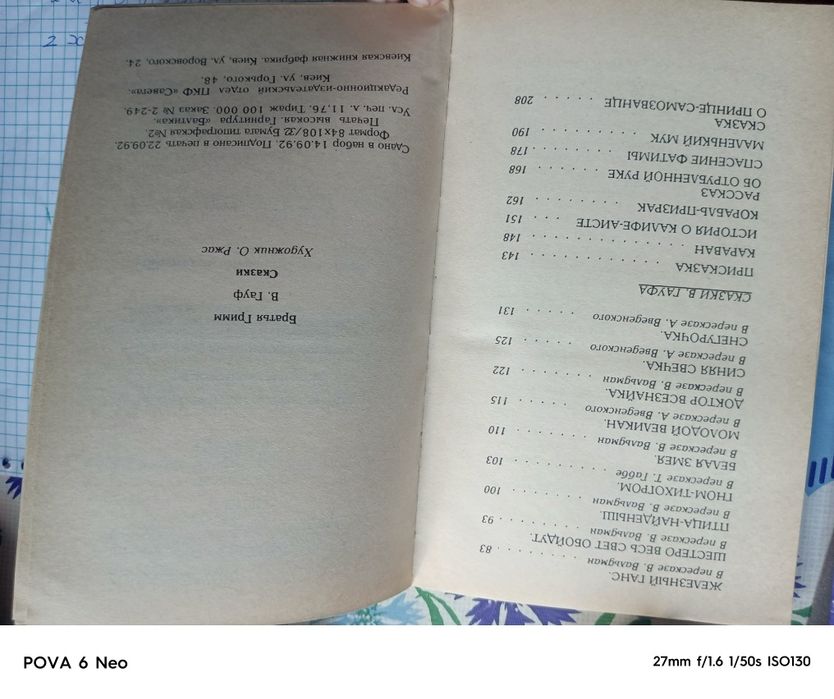 ЖЕЛЕЗНЫЙ ГАНС.
В пересказе В. Вальдман . . . . . . . . . 83
ШЕСТЕРО ВЕСЬ СВЕТ ОБОЙДУТ.
В пересказе В. Вальдман . . . . . . . . . 93
ПТИЦА-НАЙДЕНЫШ.
В пересказе В. Вальдман . . . . . . . . 100
ГНОМ-ТИХОГРОМ.
В пересказе Т. Габбе . . . . . . . . . . 103
БЕЛАЯ ЗМЕЯ.
В пересказе В. Вальдман . . . . . . . . 110
МОЛОДОЙ ВЕЛИКАН.
В пересказе А. Введенского . . . . . . 115
ДОКТОР ВСЕЗНАЙКА.
В пересказе В. Вальдман . . . . . . . . 122
СИНЯЯ СВЕЧКА.
В пересказе А. Введенского . . . . . . 125
СНЕГУРОЧКА.
В пересказе А. Введенского . . . . . . 131
СКАЗКИ В. ГАУФА
ПРИСКАЗКА . . . . . . . . . . . . 143
КАРАВАН . . . . . . . . . . . . . 148
ИСТОРИЯ О КАЛИФЕ-АИСТЕ . . . . 151
КОРАБЛЬ-ПРИЗРАК . . . . . . . . . 162
РАССКАЗ
ОБ ОТРУБЛЕННОЙ РУКЕ . . . . . . . 168
СПАСЕНИЕ ФАТИМЫ . . . . . . . . . 178
МАЛЕНЬКИЙ МУК . . . . . . . . . . 190
СКАЗКА
О ПРИНЦЕ-САМОЗВАНЦЕ . . . . . . 208
Братья Гримм
В. Гауф
Сказки
Художник О. Ржас
Сдано в набор 14.09.92. Подписано в печать 22.09.92.
Формат 84x108/32 Бумага типографская №2
Печать высокая. Гарнитура «Балтика».
Усл. печ. л. 11,76. Тираж 100 000. Заказ № 2-249.
Редакционно-издательский отдел ПКФ «Савега».
Киев, ул. Горького, 48.
Киевская книжная фабрика. Киев, ул. Воровского, 24.
POVA 6 Neo
27mm f/1.6 1/50s ISO130